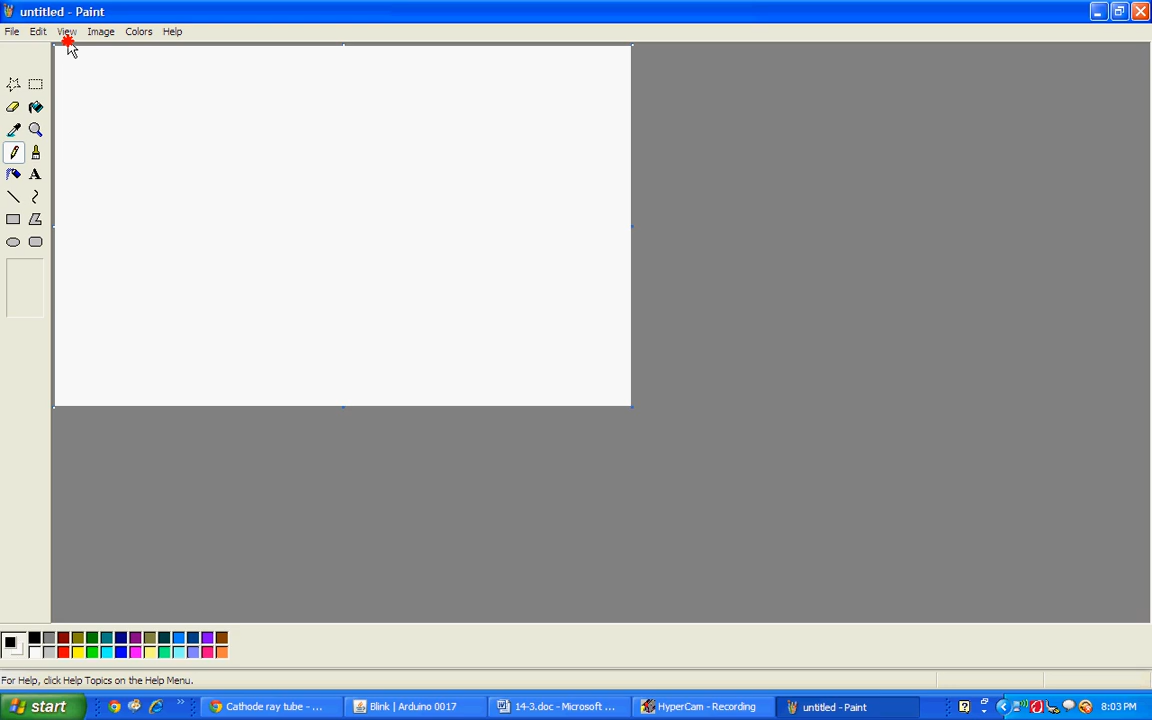 untitled - Paint
File Edit View Image Colors Help
A
For Help, click Help Topics on the Help Menu.
start
Cathode ray tube - ...
Blink | Arduino 0017
14-3.doc - Microsoft ...
HyperCam - Recording
untitled - Paint
8:03 PM